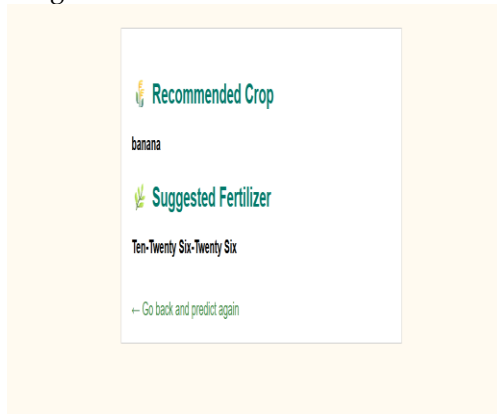 Recommended Crop
banana
Suggested Fertilizer
Ten-Twenty Six-Twenty Six
← Go back and predict again